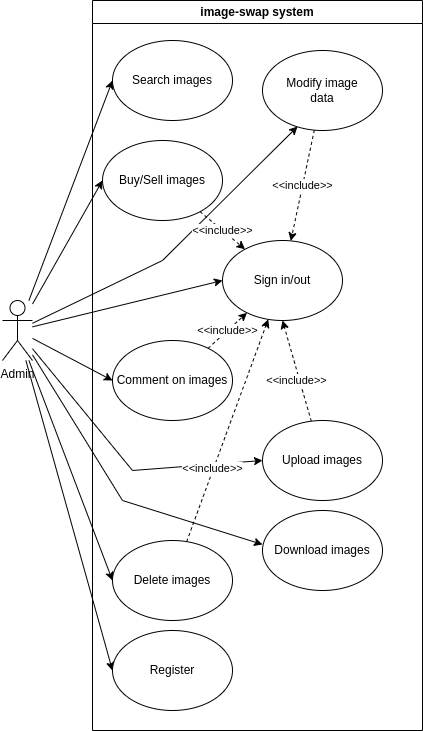 image-swap system
Search images
Modify image
data
Buy/Sell images
<<include>>
<<include>>
Sign in/out
<<include>>
Admin
Comment on images
<<include>>
Upload images
<<include>>
Download images
Delete images
Register